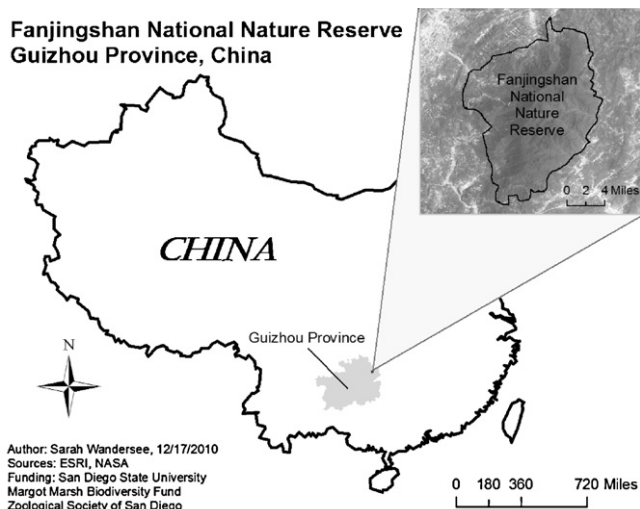 Fanjingshan National Nature Reserve
Guizhou Province, China
Fanjingshan
National
Nature
Reserve
0 2 4 Miles
CHINA
Guizhou Province
N
Author: Sarah Wandersee, 12/17/2010
Sources: ESRI, NASA
Funding: San Diego State University
Margot Marsh Biodiversity Fund
Zoological Society of San Diego
0 180 360 720 Miles